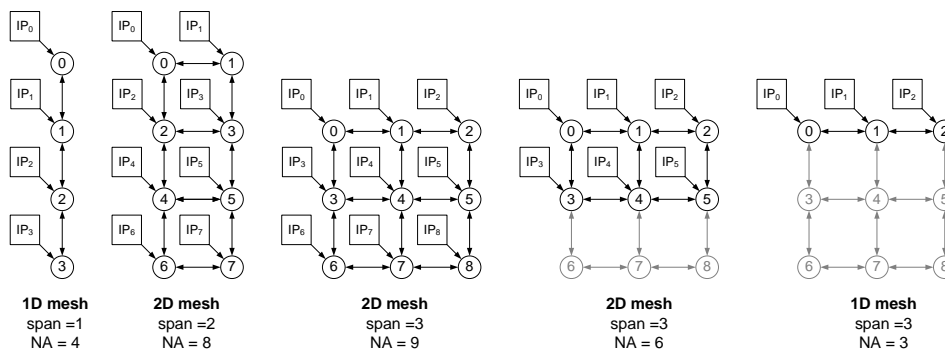 IP0
0
IP1
1
IP2
2
IP3
3
1D mesh
span =1
NA = 4
IP0 IP1
0 1
IP2 IP3
2 3
IP4 IP5
4 5
IP6 IP7
6 7
2D mesh
span =2
NA = 8
IP0 IP1 IP2
0 1 2
IP3 IP4 IP5
3 4 5
IP6 IP7 IP8
6 7 8
2D mesh
span =3
NA = 9
IP0 IP1 IP2
0 1 2
IP3 IP4 IP5
3 4 5
6 7 8
2D mesh
span =3
NA = 6
IP0 IP1 IP2
0 1 2
3 4 5
6 7 8
1D mesh
span =3
NA = 3